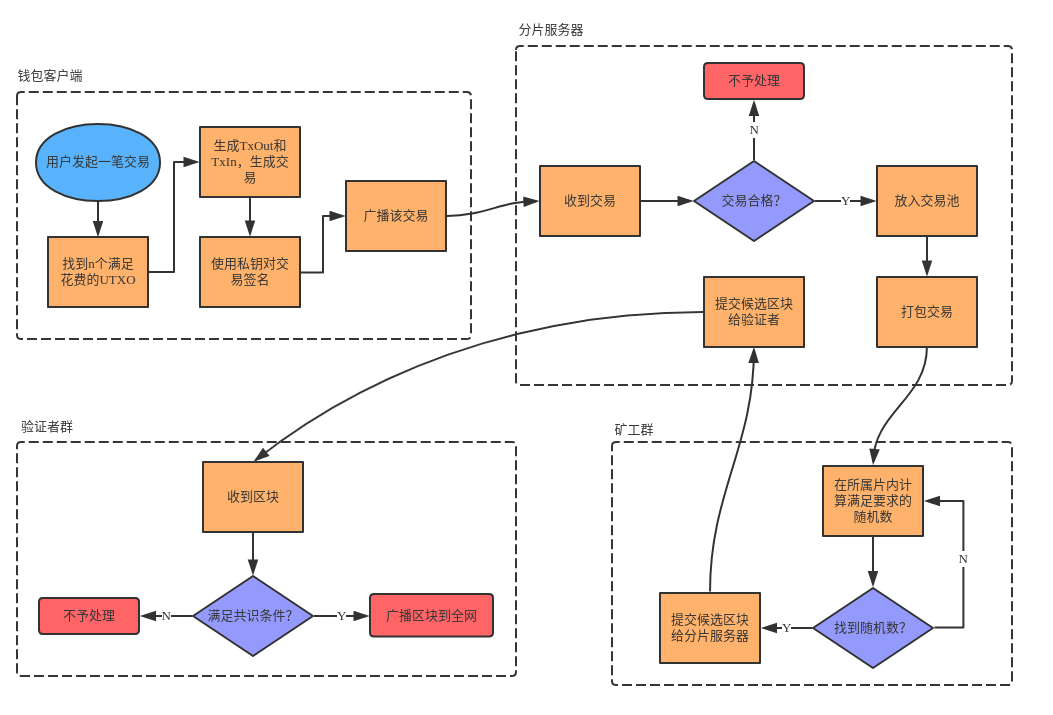 钱包客户端
用户发起一笔交易
找到n个满足
花费的UTXO
生成TxOut和
TxIn，生成交
易
使用私钥对交
易签名
广播该交易
分片服务器
收到交易
交易合格？
N
不予处理
Y
放入交易池
打包交易
提交候选区块
给验证者
矿工群
在所属片内计
算满足要求的
随机数
找到随机数？
N
Y
提交候选区块
给分片服务器
验证者群
收到区块
满足共识条件？
N
不予处理
Y
广播区块到全网